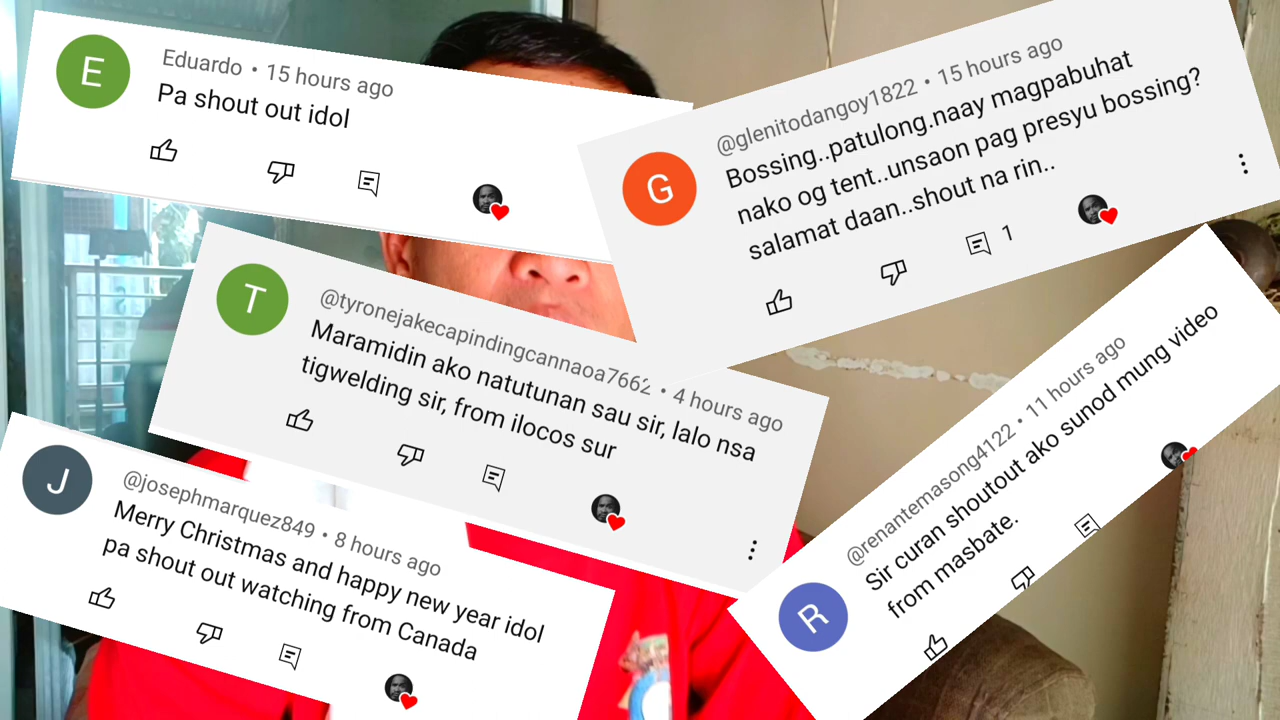 E
Eduardo • 15 hours ago
Pa shout out idol
G
@glenitodangoy1822 • 15 hours ago
Bossing..patulong.naay magpabuhat
nako og tent..unsaon pag presyu bossing?
salamat daan..shout na rin..
1
T
@tyronejakecapindingcannaoa7662 • 4 hours ago
Maramidin ako natutunan sau sir, lalo nsa
tigwelding sir, from ilocos sur
J
@josephmarquez849 • 8 hours ago
Merry Christmas and happy new year idol
pa shout out watching from Canada
R
@renantemasong4122 • 11 hours ago
Sir curan shoutout ako sunod mung video
from masbate.